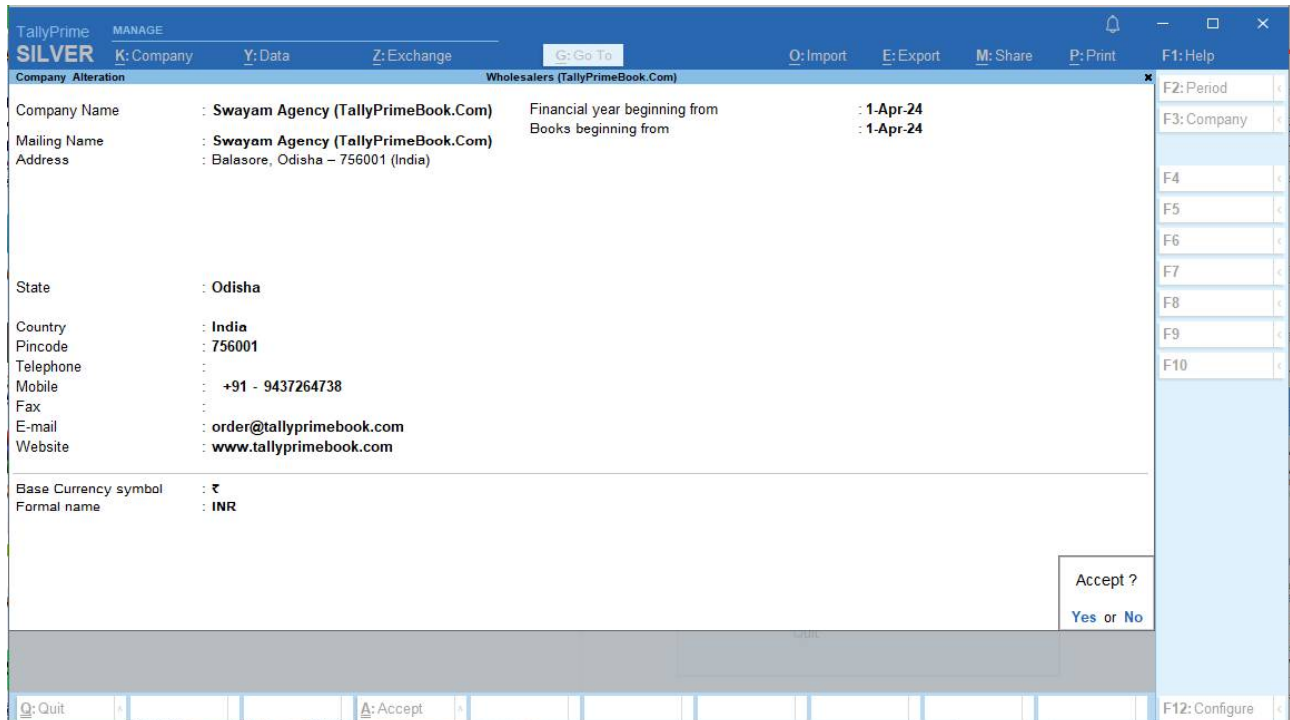 TallyPrime MANAGE
SILVER K: Company Y: Data Z: Exchange G: Go To O: Import E: Export M: Share P: Print F1: Help
Company Alteration Wholesalers (TallyPrimeBook.Com) x
Company Name : Swayam Agency (TallyPrimeBook.Com) Financial year beginning from : 1-Apr-24
Books beginning from : 1-Apr-24
Mailing Name : Swayam Agency (TallyPrimeBook.Com)
Address : Balasore, Odisha – 756001 (India)
State : Odisha
Country : India
Pincode : 756001
Telephone :
Mobile : +91 - 9437264738
Fax :
E-mail : order@tallyprimebook.com
Website : www.tallyprimebook.com
Base Currency symbol : ₹
Formal name : INR
Accept ?
Yes or No
Quit
Q: Quit A: Accept
F2: Period
F3: Company
F4
F5
F6
F7
F8
F9
F10
F12: Configure